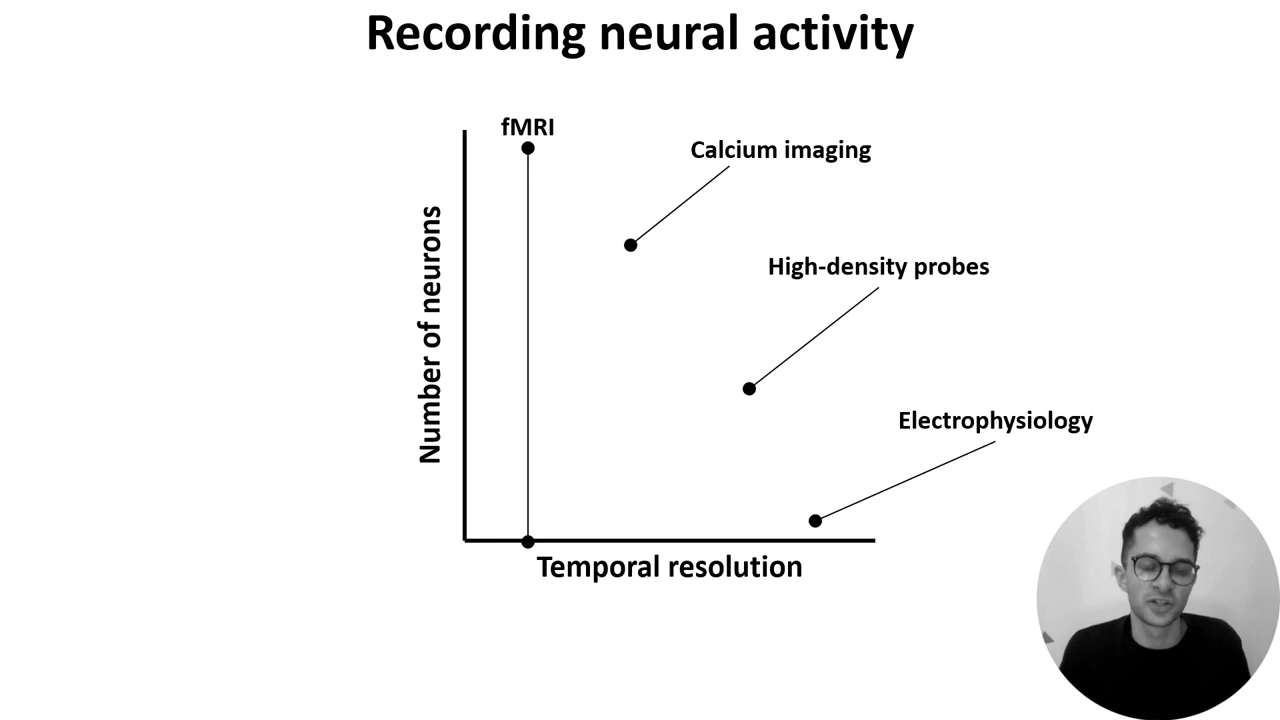 Recording neural activity
fMRI
Calcium imaging
High-density probes
Electrophysiology
Number of neurons
Temporal resolution